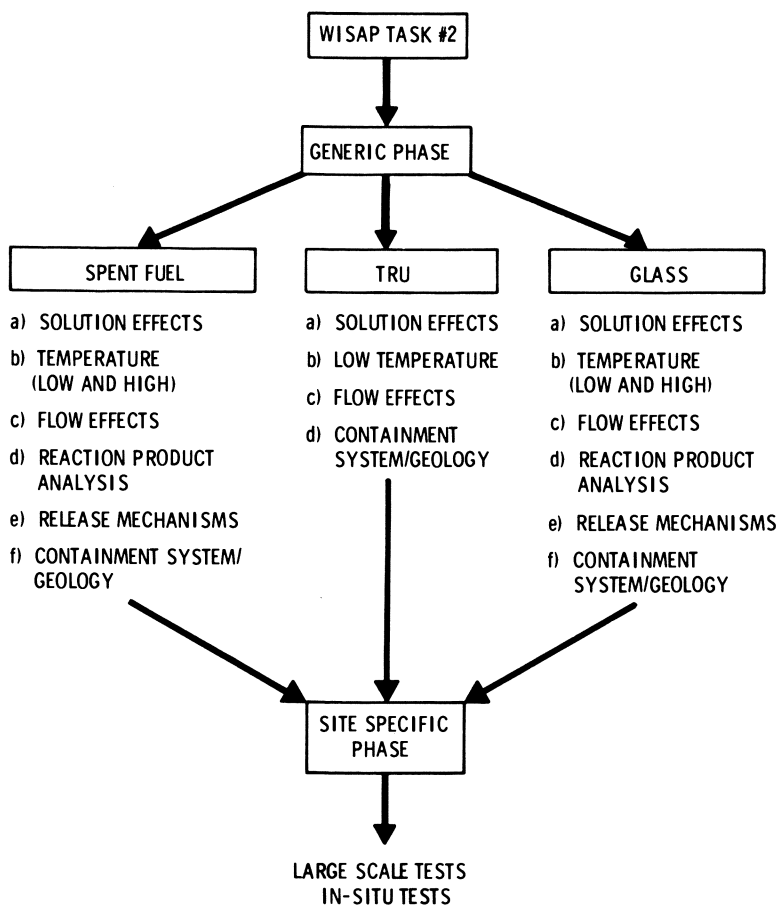 WISAP TASK #2
GENERIC PHASE
SPENT FUEL
a) SOLUTION EFFECTS
b) TEMPERATURE
(LOW AND HIGH)
c) FLOW EFFECTS
d) REACTION PRODUCT
ANALYSIS
e) RELEASE MECHANISMS
f) CONTAINMENT SYSTEM/
GEOLOGY
TRU
a) SOLUTION EFFECTS
b) LOW TEMPERATURE
c) FLOW EFFECTS
d) CONTAINMENT
SYSTEM/GEOLOGY
GLASS
a) SOLUTION EFFECTS
b) TEMPERATURE
(LOW AND HIGH)
c) FLOW EFFECTS
d) REACTION PRODUCT
ANALYSIS
e) RELEASE MECHANISMS
f) CONTAINMENT
SYSTEM/GEOLOGY
SITE SPECIFIC
PHASE
LARGE SCALE TESTS
IN-SITU TESTS